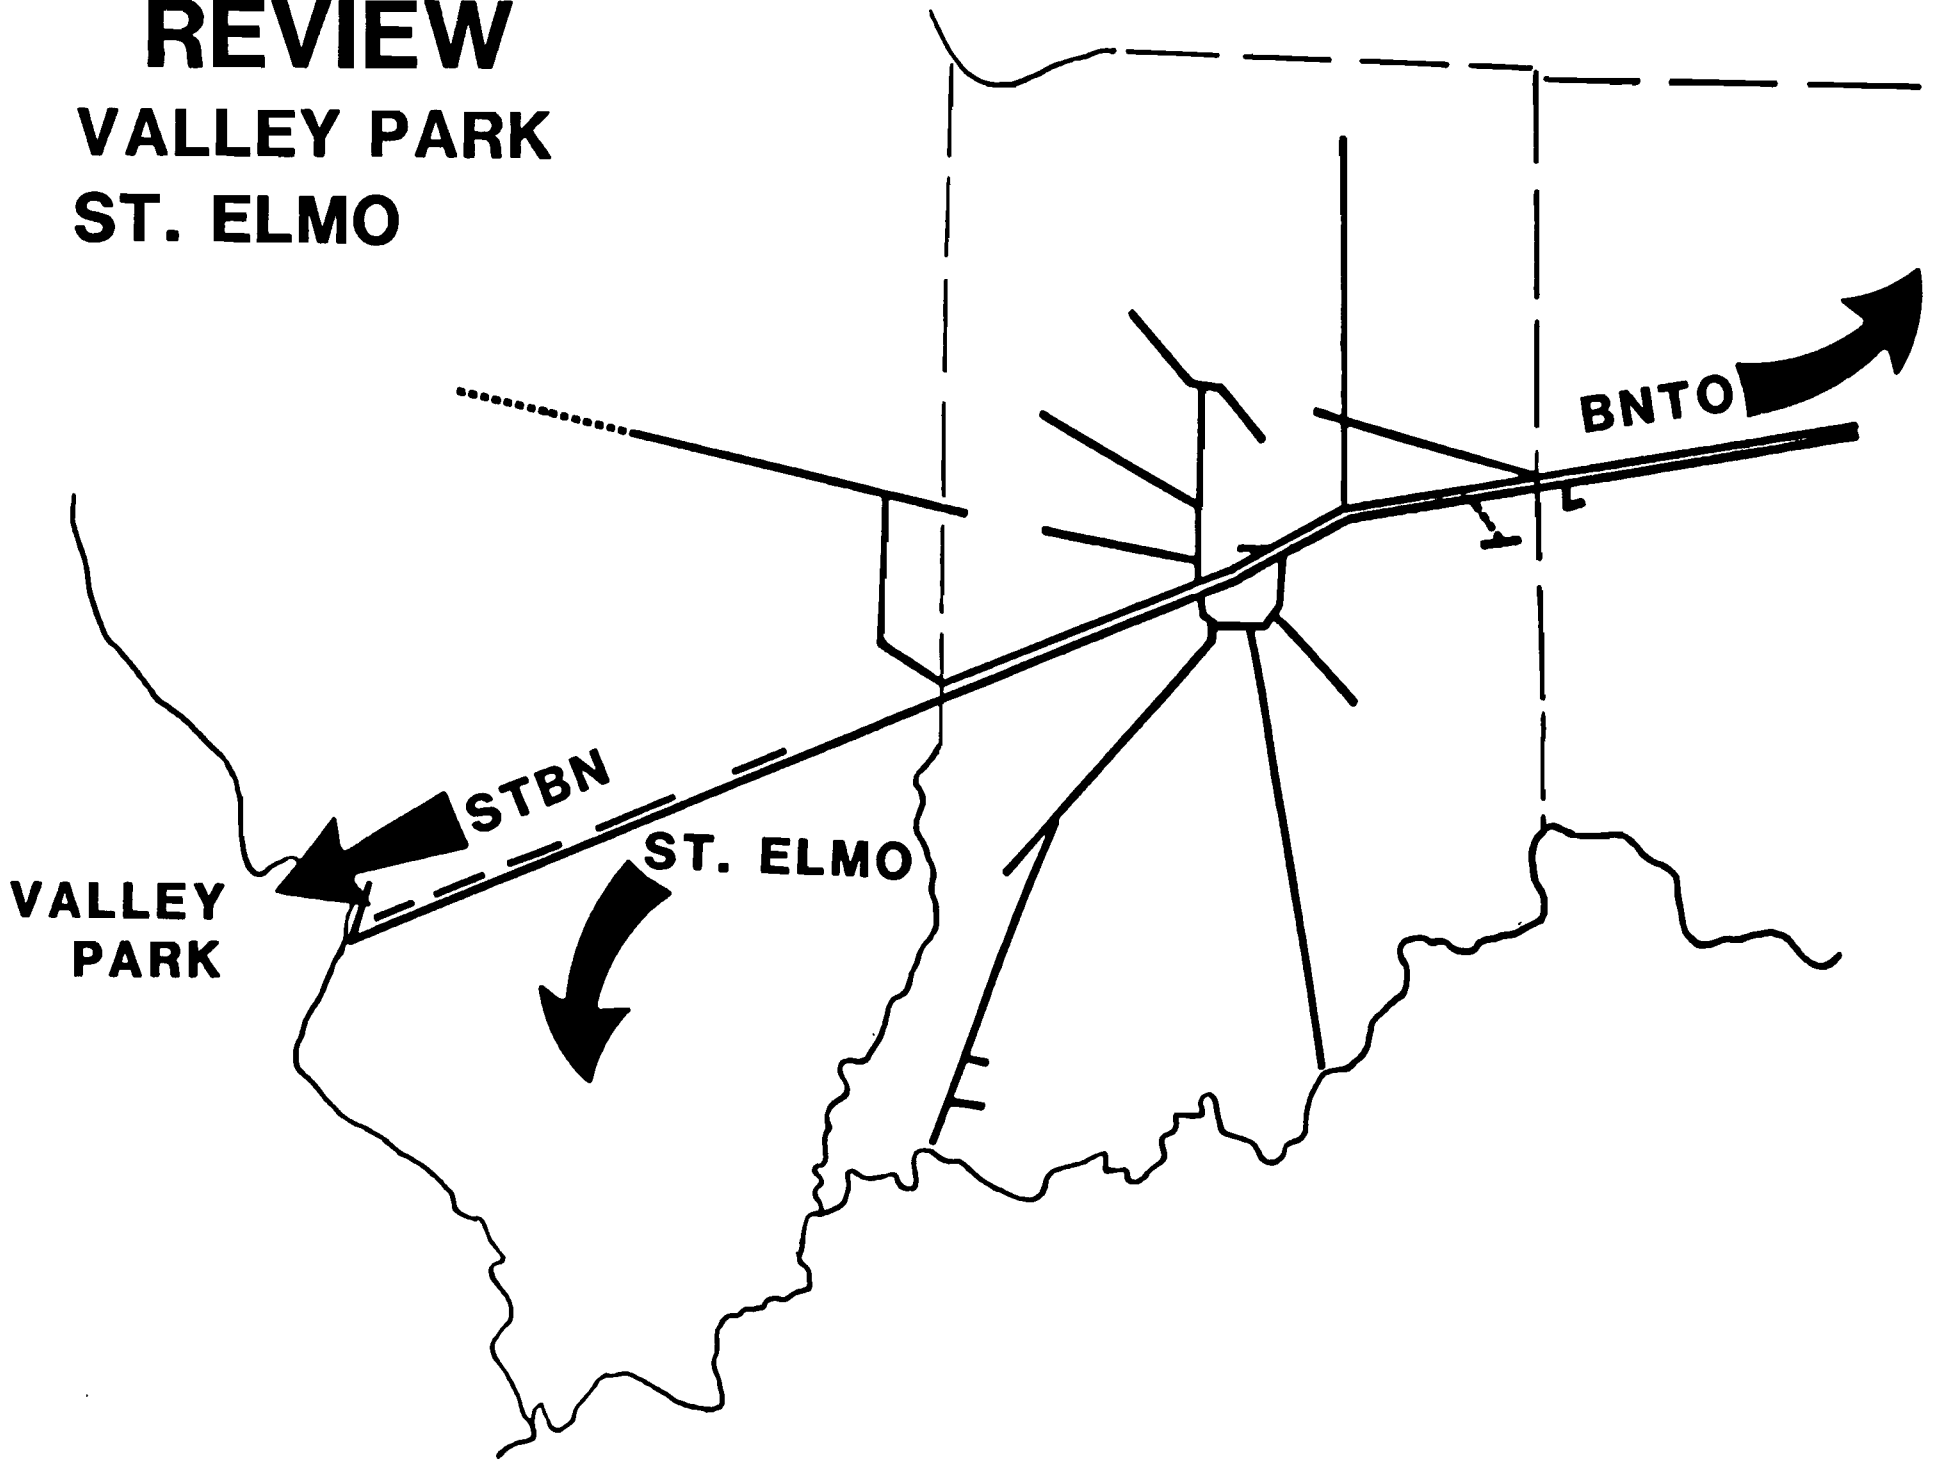 REVIEW
VALLEY PARK
ST. ELMO
BNTO
STBN
ST. ELMO
VALLEY
PARK